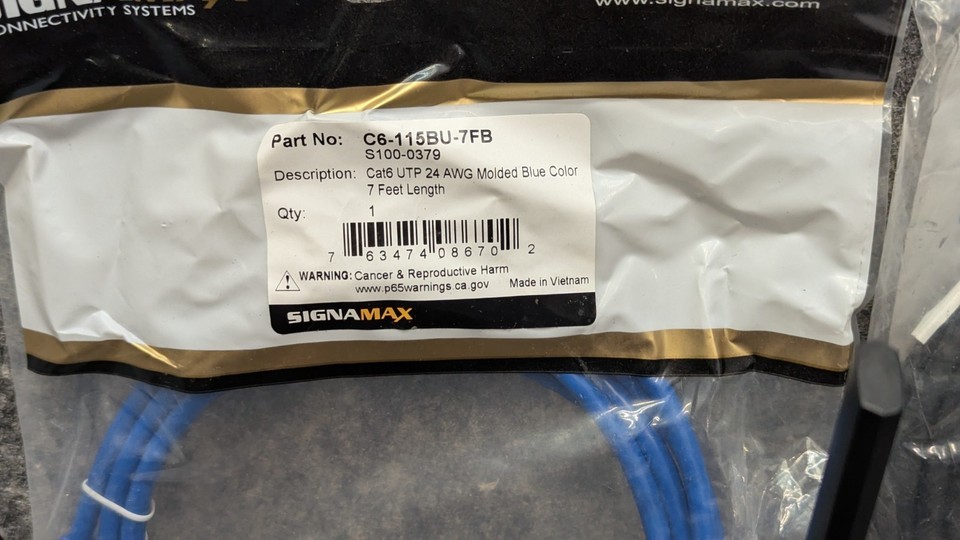 CONNECTIVITY SYSTEMS
www.signamax.com
Part No: C6-115BU-7FB
S100-0379
Description: Cat6 UTP 24 AWG Molded Blue Color
7 Feet Length
Qty: 1
7 63474 08670 2
WARNING: Cancer & Reproductive Harm
www.p65warnings.ca.gov Made in Vietnam
SIGNAMAX